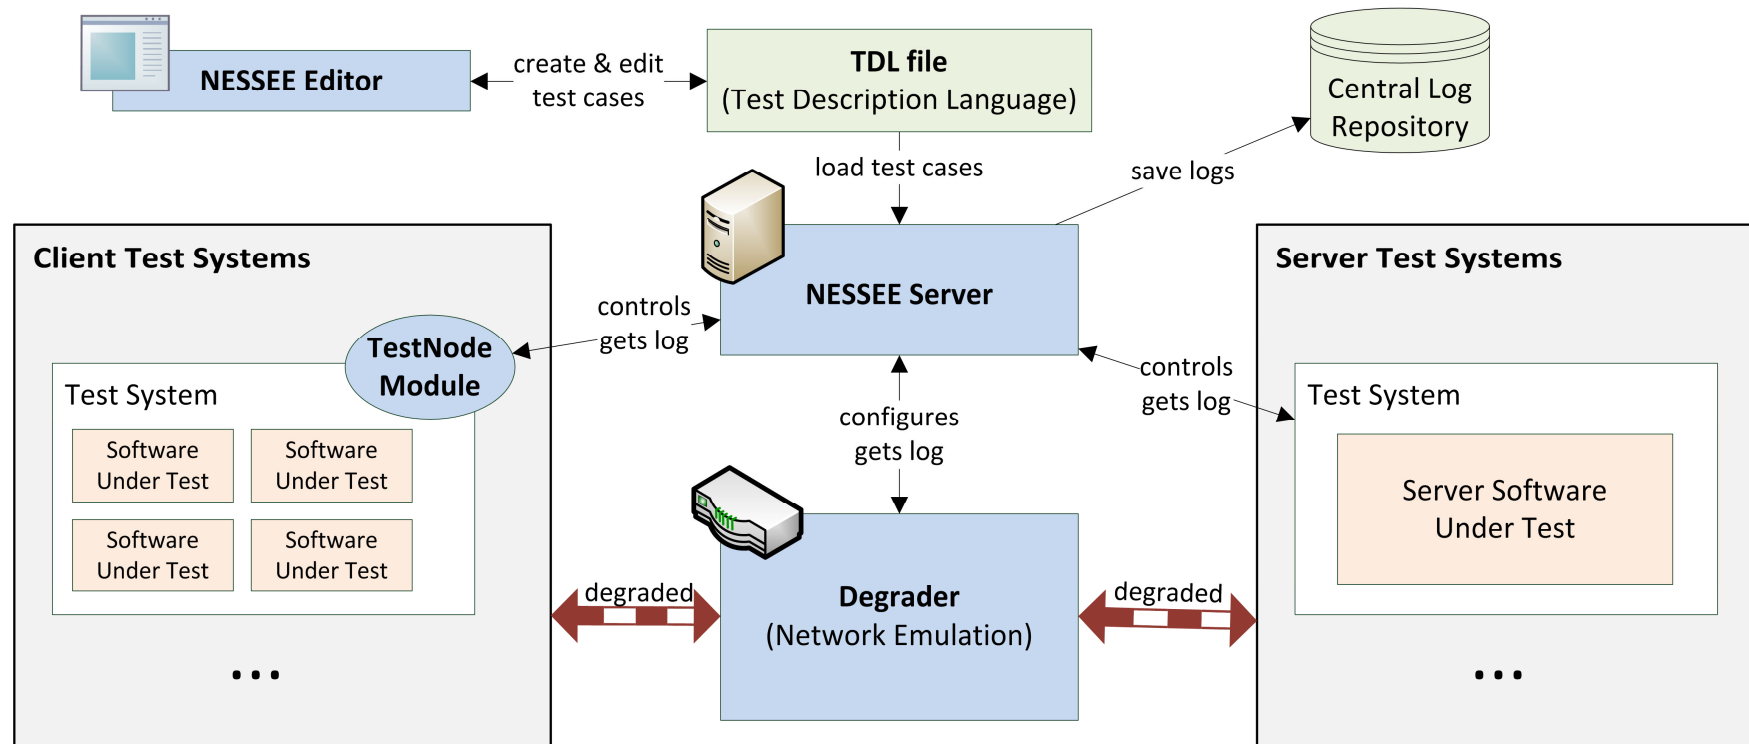 NESSEE Editor
create & edit
test cases
TDL file
(Test Description Language)
Central Log
Repository
load test cases
save logs
Client Test Systems
NESSEE Server
Server Test Systems
controls
gets log
TestNode
Module
Test System
Software
Under Test
Software
Under Test
Software
Under Test
Software
Under Test
configures
gets log
controls
gets log
Test System
Server Software
Under Test
degraded
Degrader
(Network Emulation)
degraded
...
...